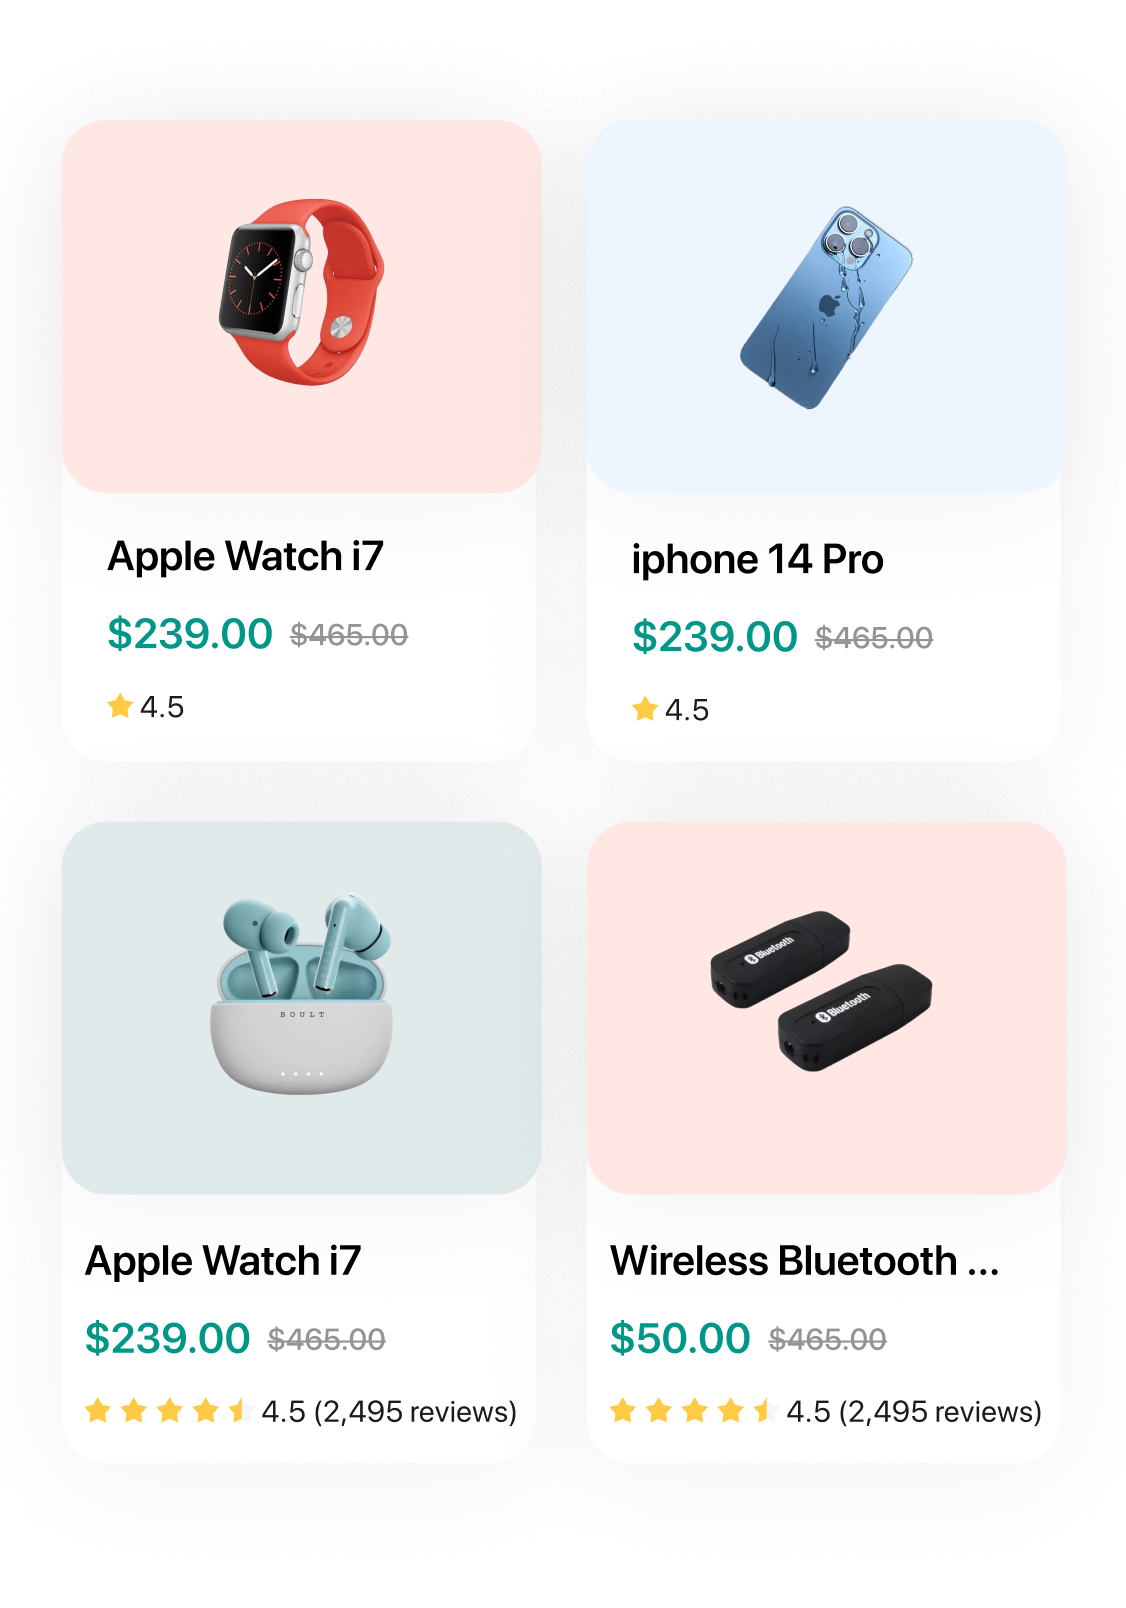 Apple Watch i7
$239.00 $465.00
4.5
iphone 14 Pro
$239.00 $465.00
4.5
BOULT
Apple Watch i7
$239.00 $465.00
4.5 (2,495 reviews)
Bluetooth
Bluetooth
Wireless Bluetooth ...
$50.00 $465.00
4.5 (2,495 reviews)